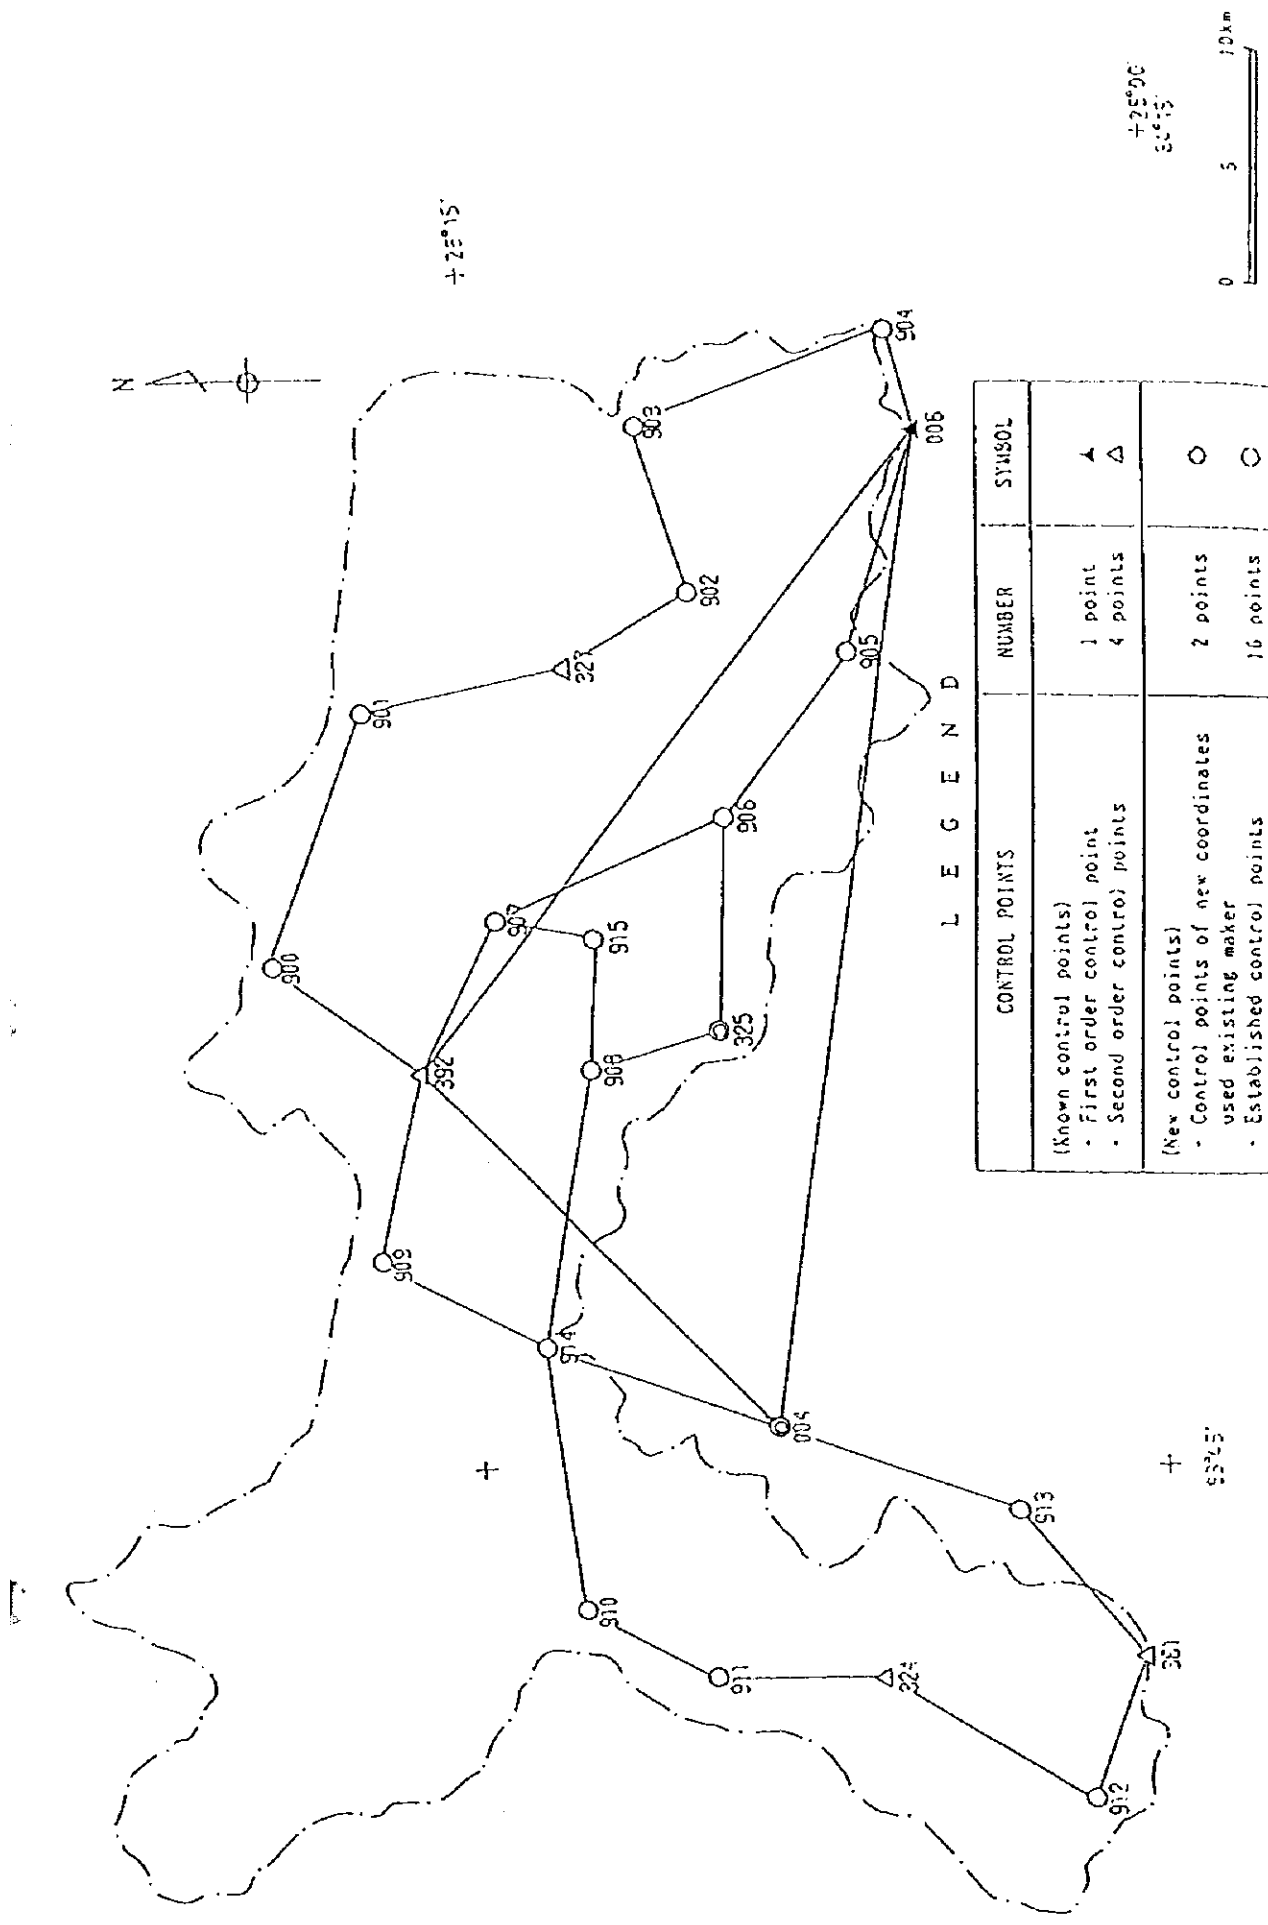 N
900
901
323
902
903
904
006
905
906
907
915
908
325
392
909
914
004
910
911
324
912
381
913
0 5 10km
L E G E N D
CONTROL POINTS NUMBER SYMBOL
(Known control points)
- First order control point 1 point
- Second order control points 4 points
(New control points)
- Control points of new coordinates 2 points
used existing maker
- Established control points 16 points